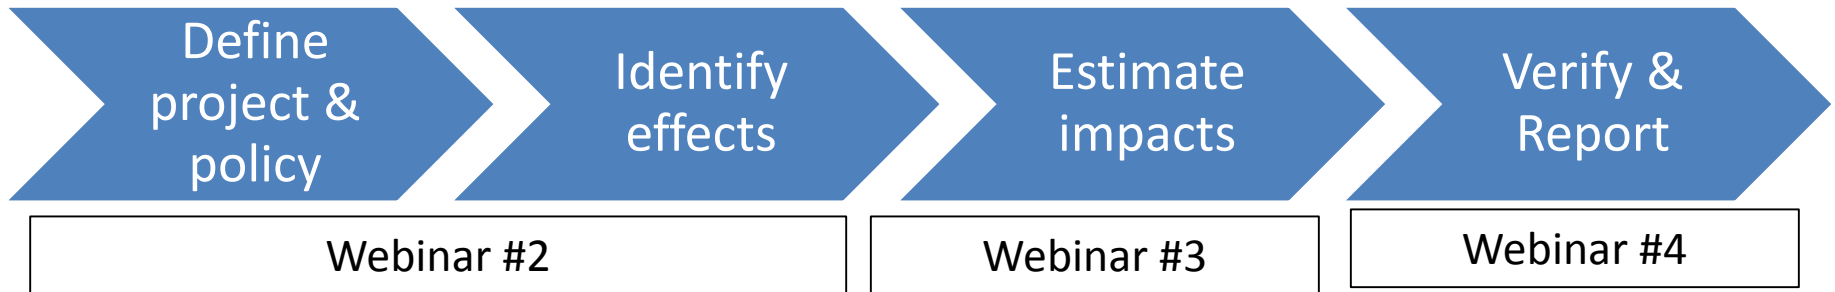 Define
project &
policy
Identify
effects
Estimate
impacts
Verify &
Report
Webinar #2
Webinar #3
Webinar #4